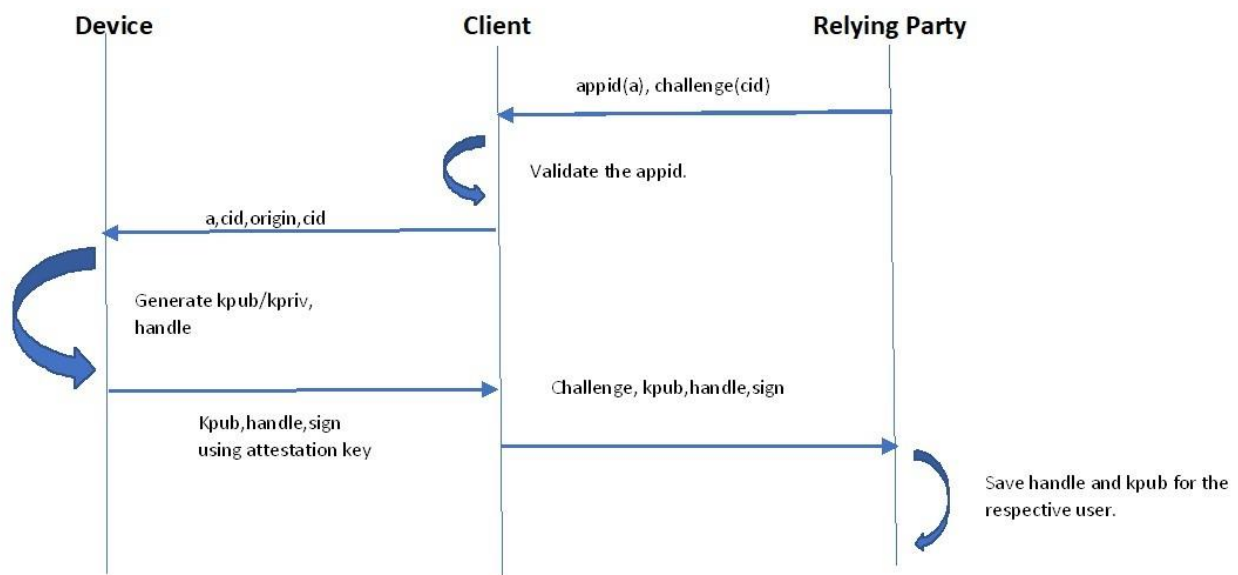 Device
Client
Relying Party
appid(a), challenge(cid)
Validate the appid.
a,cid,origin,cid
Generate kpub/kpriv,
handle
Challenge, kpub,handle,sign
Kpub,handle,sign
using attestation key
Save handle and kpub for the
respective user.